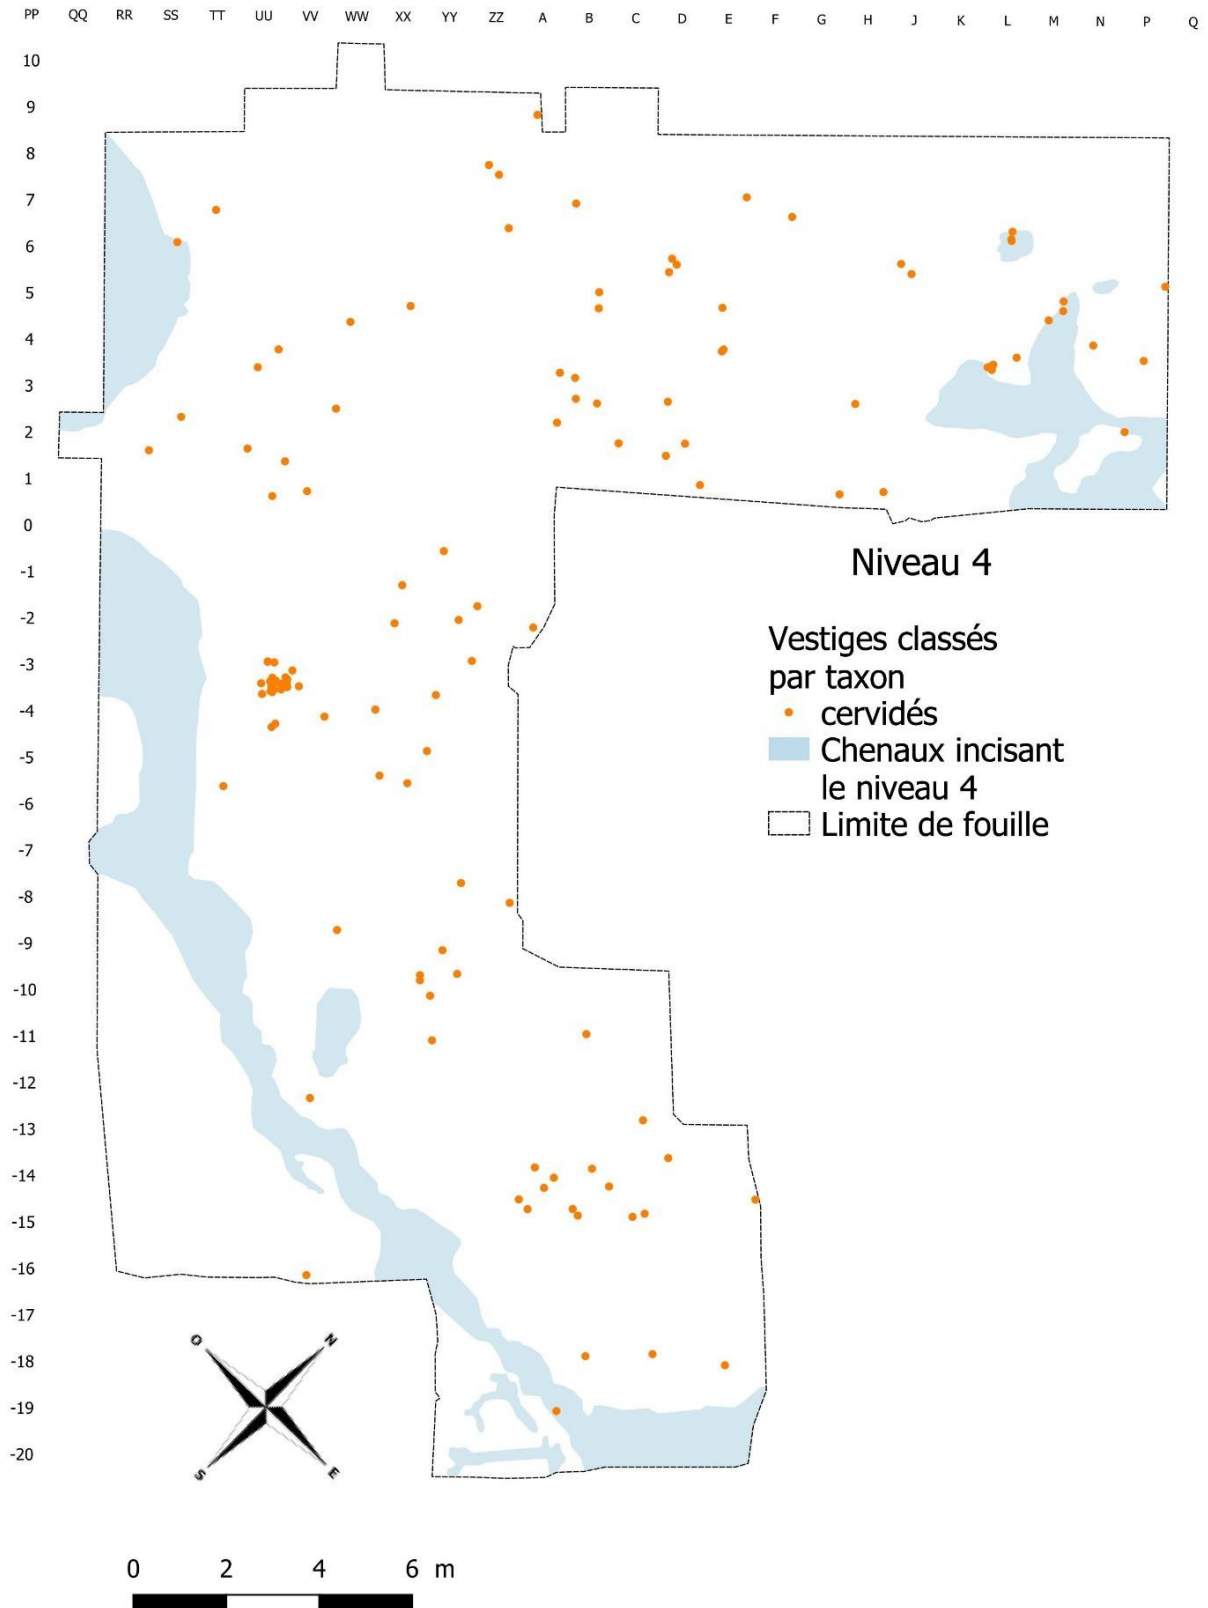 PP QQ RR SS TT UU VV WW XX YY ZZ A B C D E F G H J K L M N P Q
10
9
8
7
6
5
4
3
2
1
0
-1
-2
-3
-4
-5
-6
-7
-8
-9
-10
-11
-12
-13
-14
-15
-16
-17
-18
-19
-20
Niveau 4
Vestiges classés
par taxon
cervidés
Chenaux incisant
le niveau 4
Limite de fouille
O N
S E
0 2 4 6 m